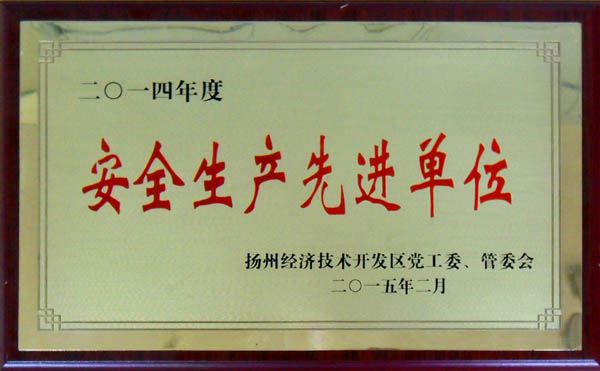 二〇一四年度
安全生产先进单位
扬州经济技术开发区党工委、管委会
二〇一五年二月